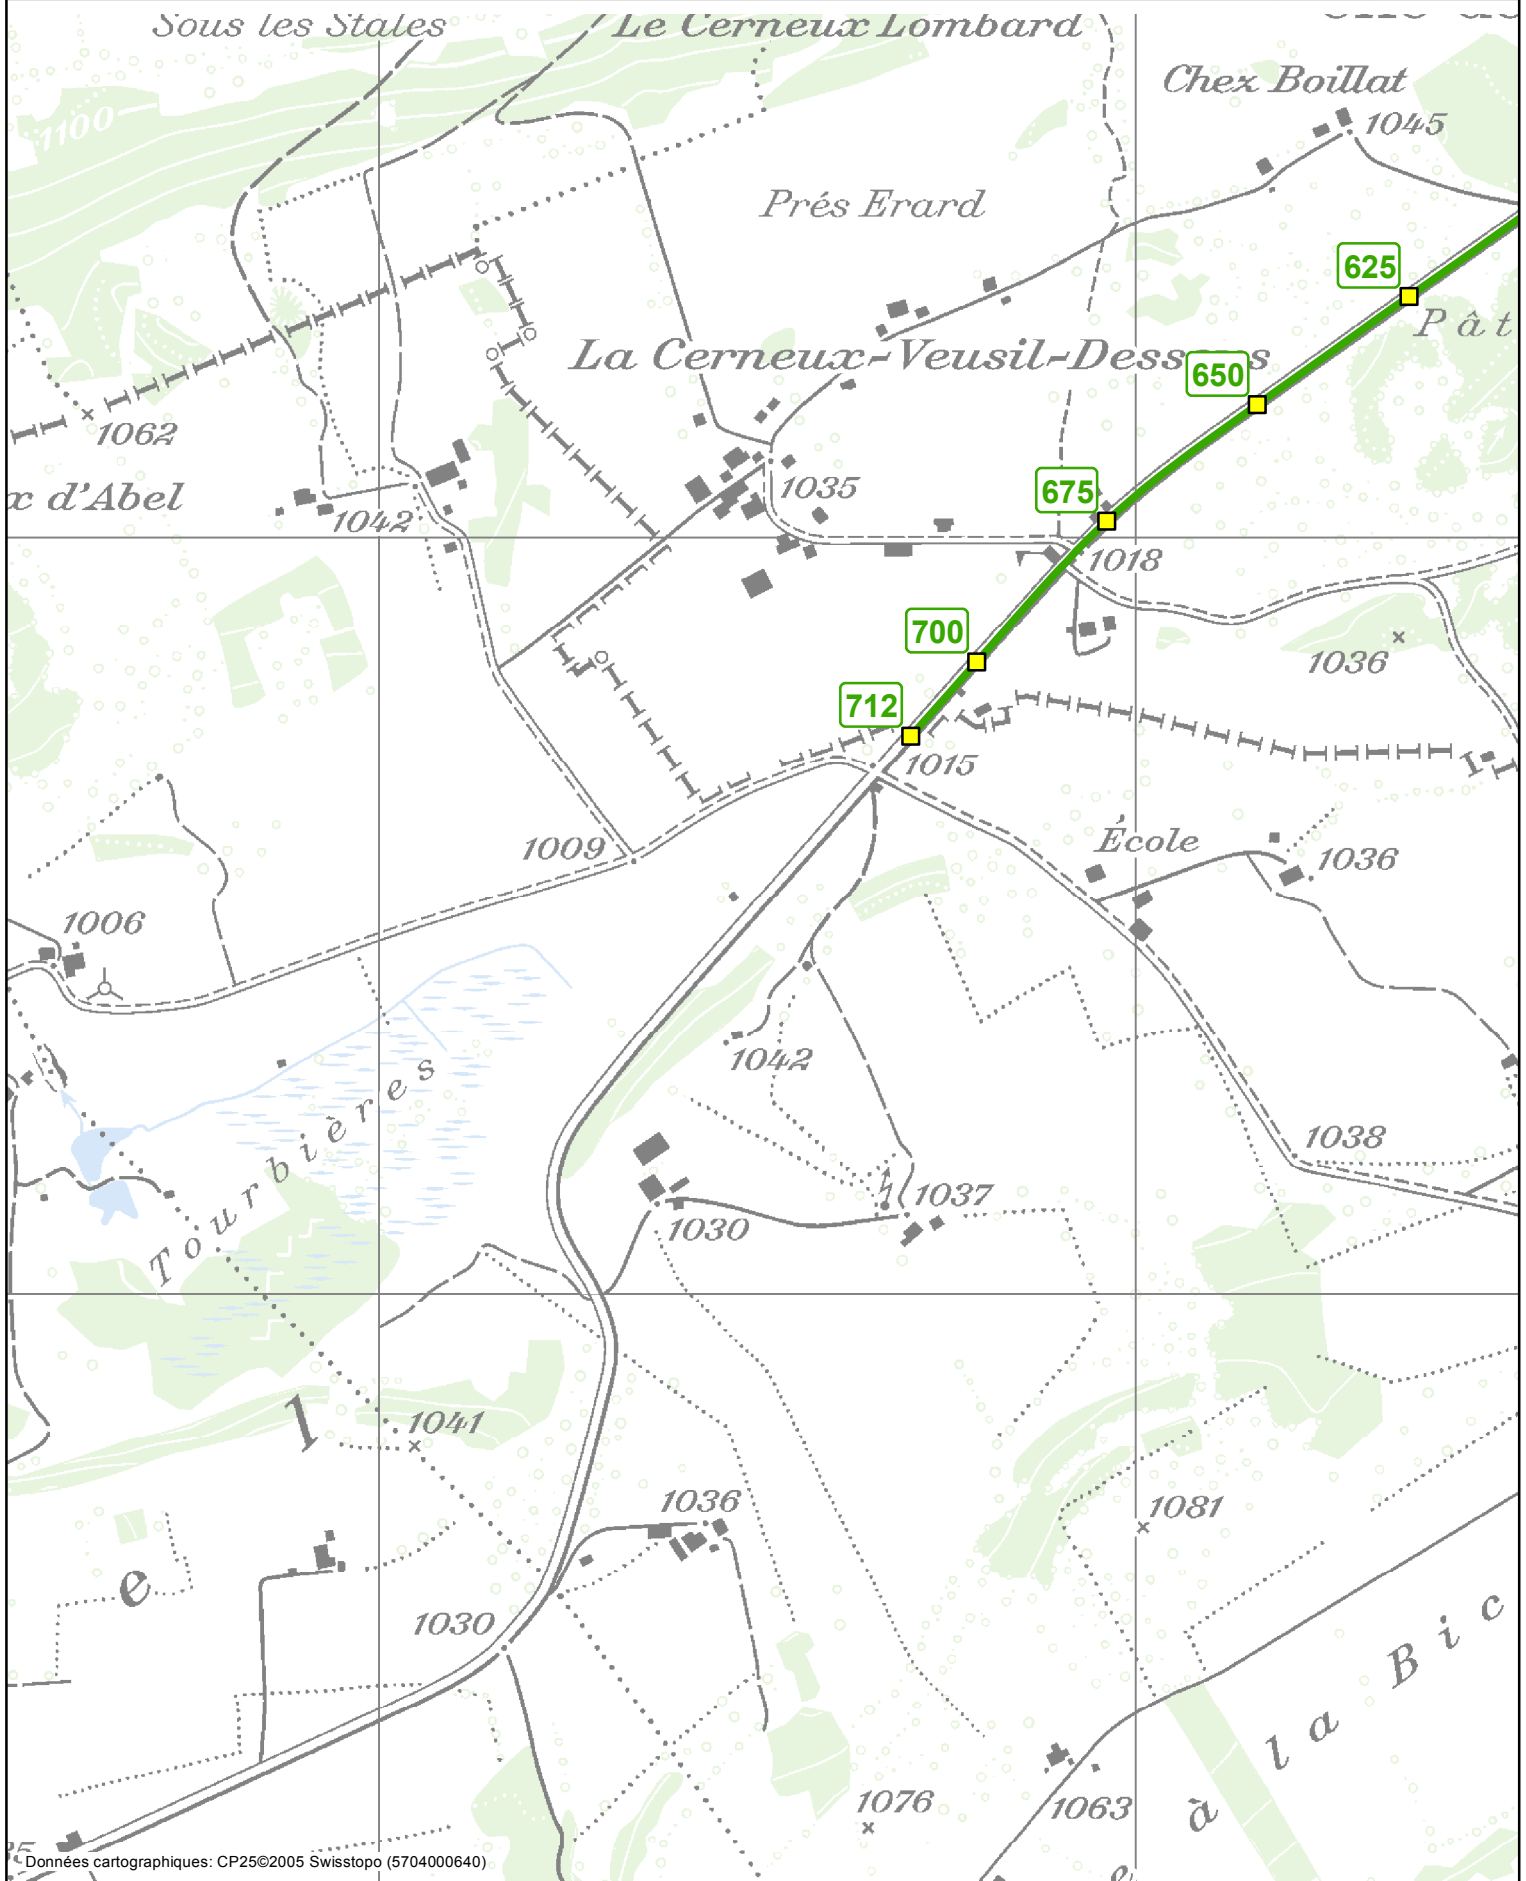 Sous les Stales
Le Cerneux Lombard
Chex Boillat
1100
1045
Prés Erard
625
Pât
La Cerneux-Veusil-Dessous
650
1062
x d'Abel
1042
1035
675
1018
700
1036
712
1015
1009
École
1036
1006
Tourbières
1042
1038
1037
1030
l
1041
1036
1081
e
1030
à la Bic
1076
1063
Données cartographiques: CP25©2005 Swisstopo (5704000640)